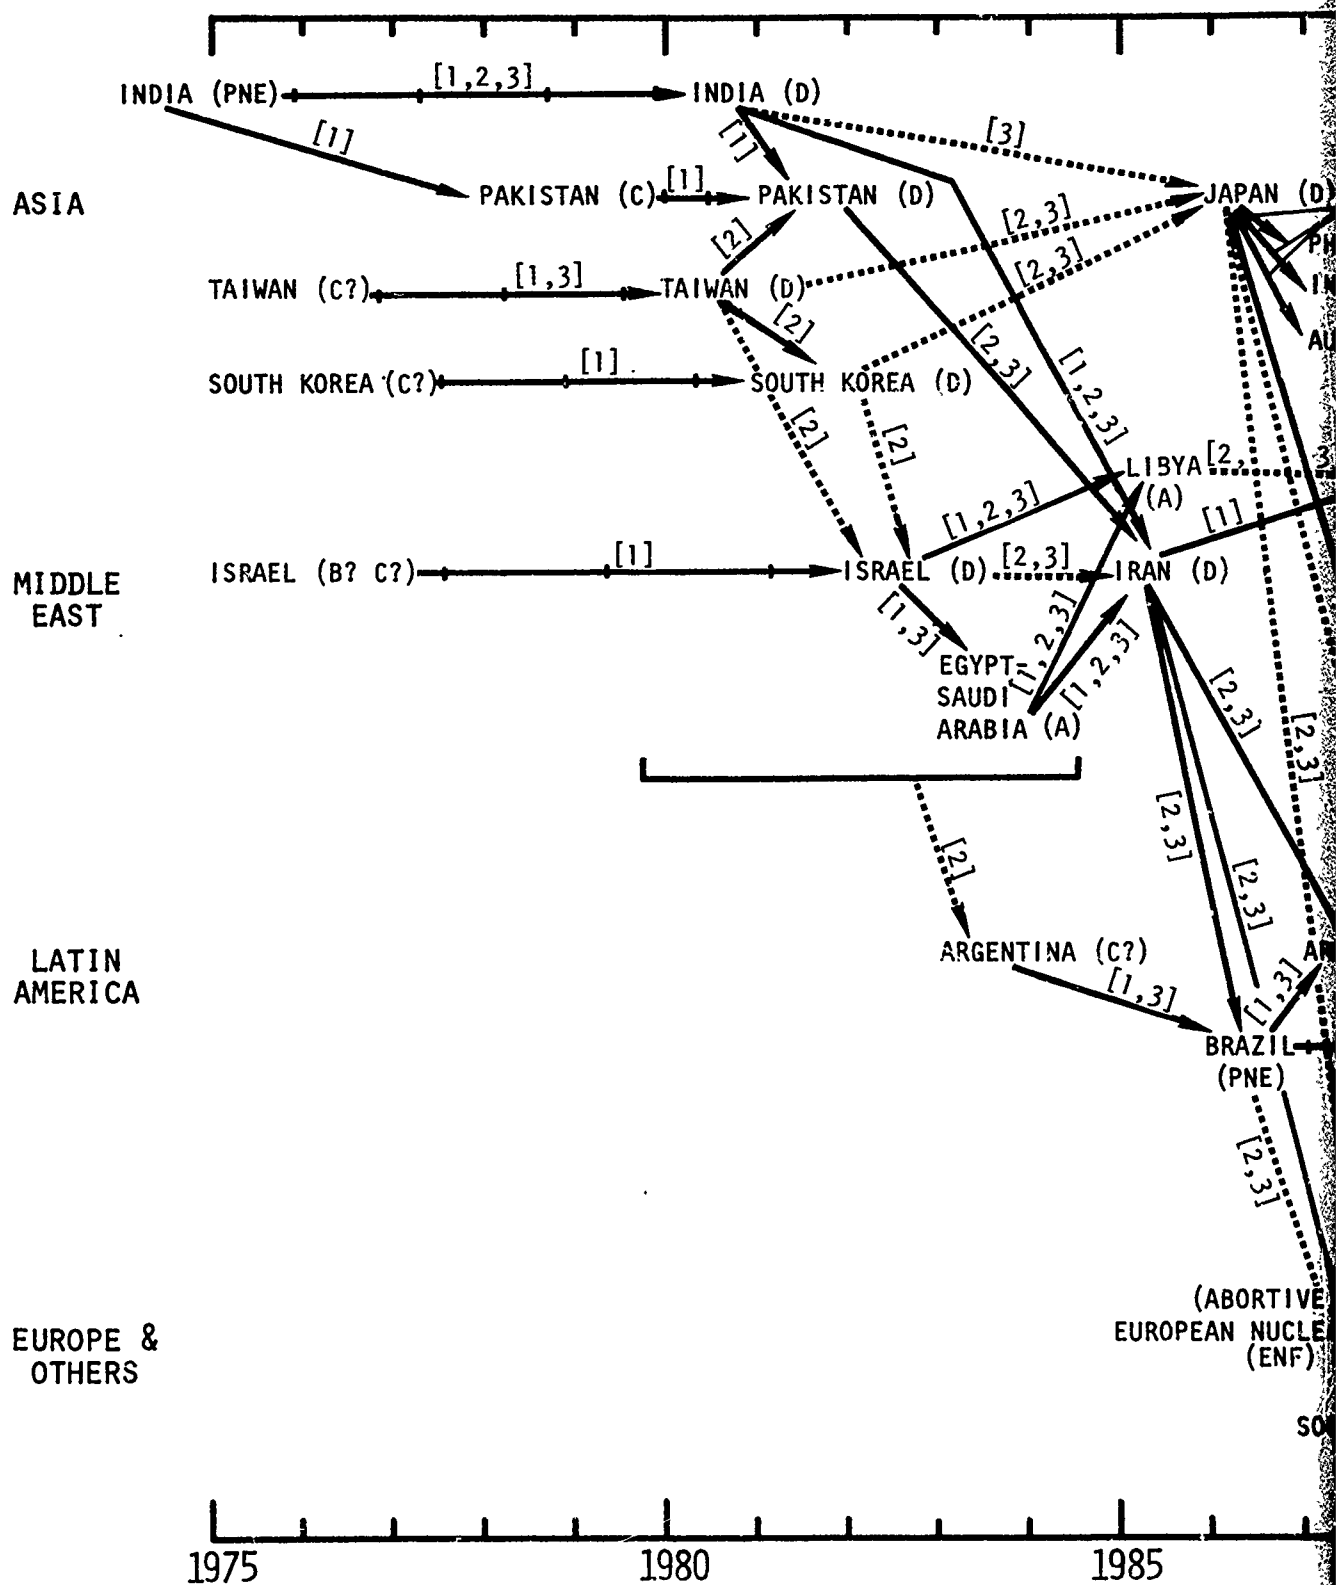 [1,2,3]
INDIA (PNE)
INDIA (D)
[1]
[1]
[3]
ASIA
PAKISTAN (C)
[1]
PAKISTAN (D)
JAPAN (D)
[2]
[2,3]
[2,3]
TAIWAN (C?)
[1,3]
TAIWAN (D)
[2]
[2,3]
[1,2,3]
SOUTH KOREA (C?)
[1]
SOUTH KOREA (D)
[2]
[2]
LIBYA
(A)
[2, 3
[1,2,3]
[1]
MIDDLE
EAST
ISRAEL (B? C?)
[1]
ISRAEL (D)
[2,3]
IRAN (D)
[1,3]
EGYPT-
SAUDI
ARABIA (A)
[1,2,3]
[1,2,3]
[2,3]
[2,3]
[2,3]
[2,3]
[2]
LATIN
AMERICA
ARGENTINA (C?)
[1,3]
[1,3]
BRAZIL
(PNE)
[2,3]
EUROPE &
OTHERS
(ABORTIVE
EUROPEAN NUCLE
(ENF)
1975
1980
1985